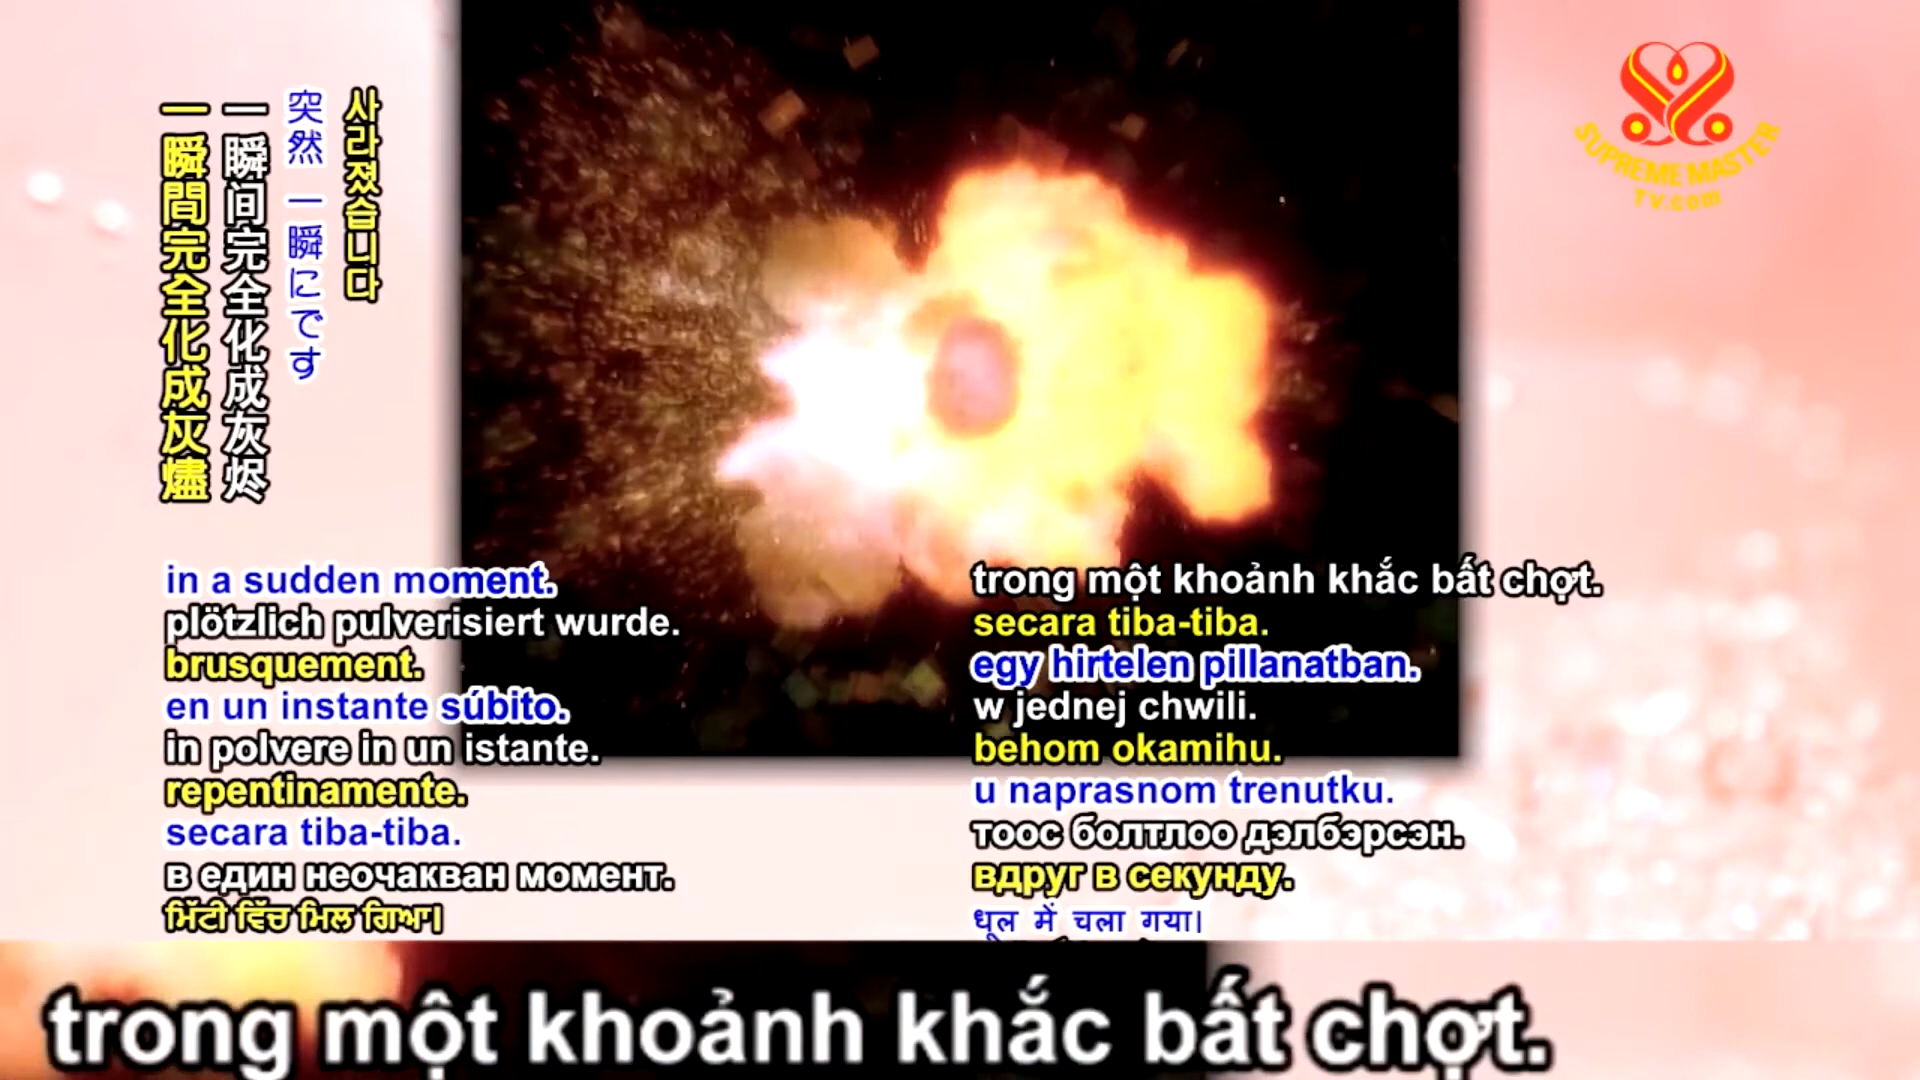 사라졌습니다
突然 一瞬にです
一瞬间完全化成灰烬
一瞬間完全化成灰燼
SUPREME MASTER
TV.com
in a sudden moment.
plötzlich pulverisiert wurde.
brusquement.
en un instante súbito.
in polvere in un istante.
repentinamente.
secara tiba-tiba.
в един неочакван момент.
ਮਿੱਟੀ ਵਿੱਚ ਮਿਲ ਗਿਆ।
trong một khoảnh khắc bất chợt.
secara tiba-tiba.
egy hirtelen pillanatban.
w jednej chwili.
behom okamihu.
u naprasnom trenutku.
тоос болтлоо дэлбэрсэн.
вдруг в секунду.
धूल में चला गया।
trong một khoảnh khắc bất chợt.